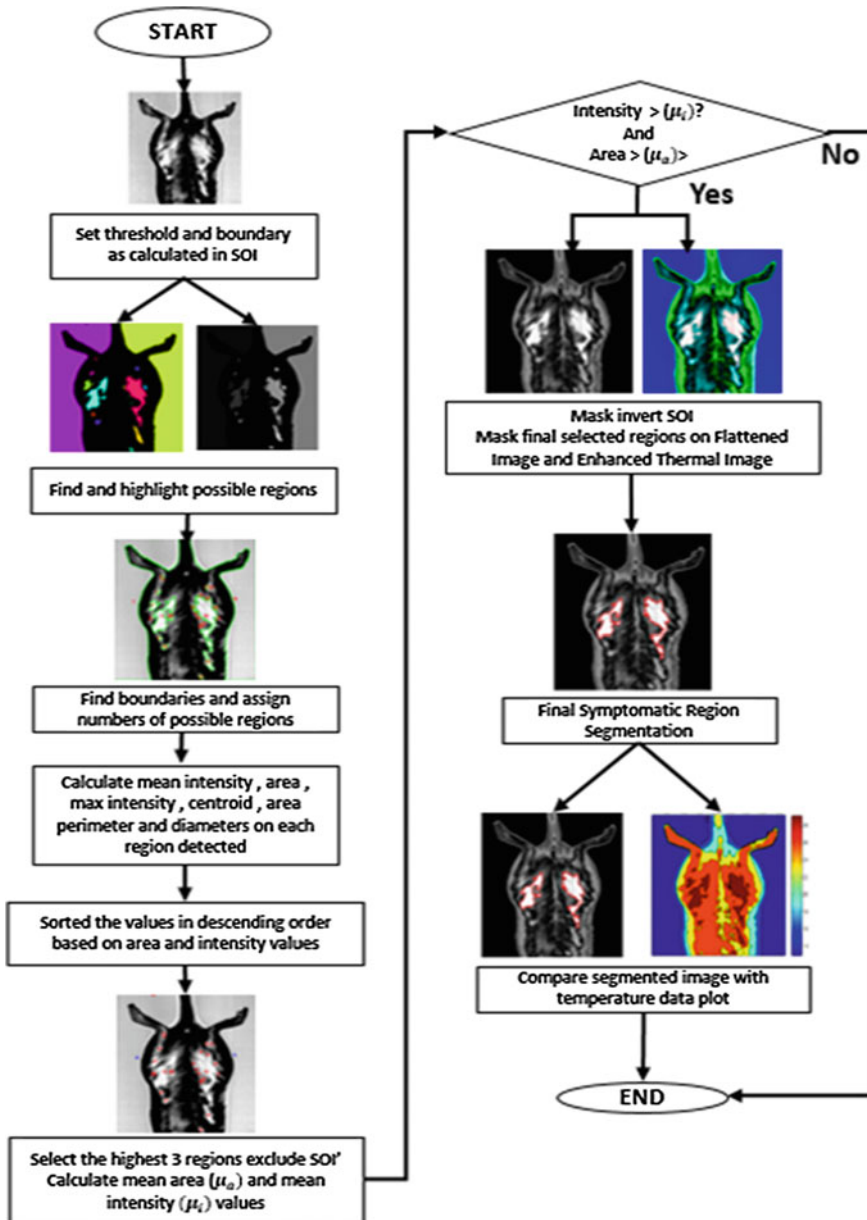 START
Set threshold and boundary
as calculated in SOI
Find and highlight possible regions
Find boundaries and assign
numbers of possible regions
Calculate mean intensity , area ,
max intensity , centroid , area
perimeter and diameters on each
region detected
Sorted the values in descending order
based on area and intensity values
Select the highest 3 regions exclude SOI’
Calculate mean area (μₐ) and mean
intensity (μᵢ) values
Intensity > (μᵢ)?
And
Area > (μₐ)>
No
Yes
Mask invert SOI
Mask final selected regions on Flattened
Image and Enhanced Thermal Image
Final Symptomatic Region
Segmentation
Compare segmented image with
temperature data plot
END